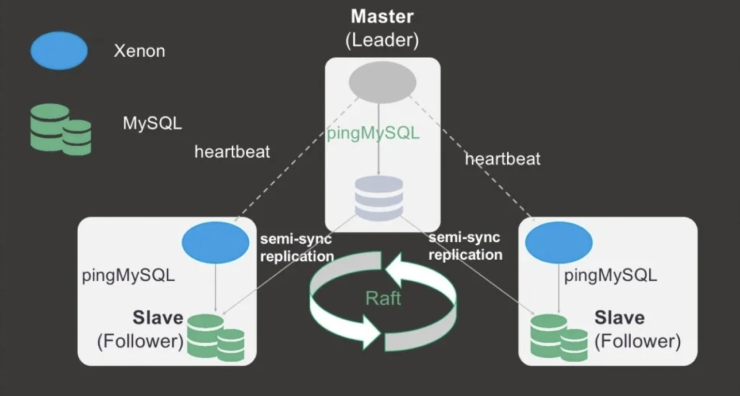 Master
(Leader)
Xenon
MySQL
pingMySQL
heartbeat
heartbeat
semi-sync
replication
semi-sync
replication
pingMySQL
pingMySQL
Raft
Slave
(Follower)
Slave
(Follower)